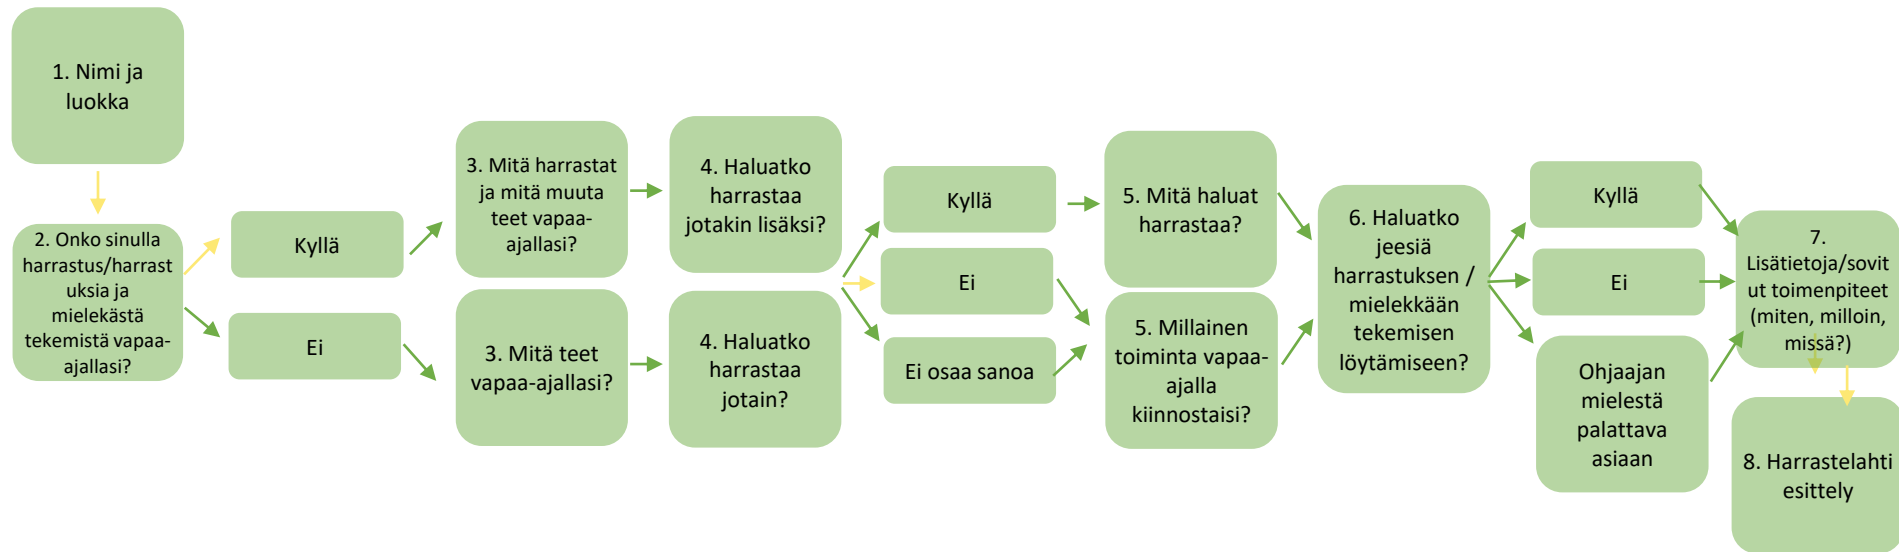 1. Nimi ja
luokka
2. Onko sinulla
harrastus/harrast
uksia ja
mielekästä
tekemistä vapaa-
ajallasi?
Kyllä
Ei
3. Mitä harrastat
ja mitä muuta
teet vapaa-
ajallasi?
3. Mitä teet
vapaa-ajallasi?
4. Haluatko
harrastaa
jotakin lisäksi?
4. Haluatko
harrastaa
jotain?
Kyllä
Ei
Ei osaa sanoa
5. Mitä haluat
harrastaa?
5. Millainen
toiminta vapaa-
ajalla
kiinnostaisi?
6. Haluatko
jeesiä
harrastuksen /
mielekkään
tekemisen
löytämiseen?
Kyllä
Ei
Ohjaajan
mielestä
palattava
asiaan
7.
Lisätietoja/sovit
ut toimenpiteet
(miten, milloin,
missä?)
8. Harrastelahti
esittely